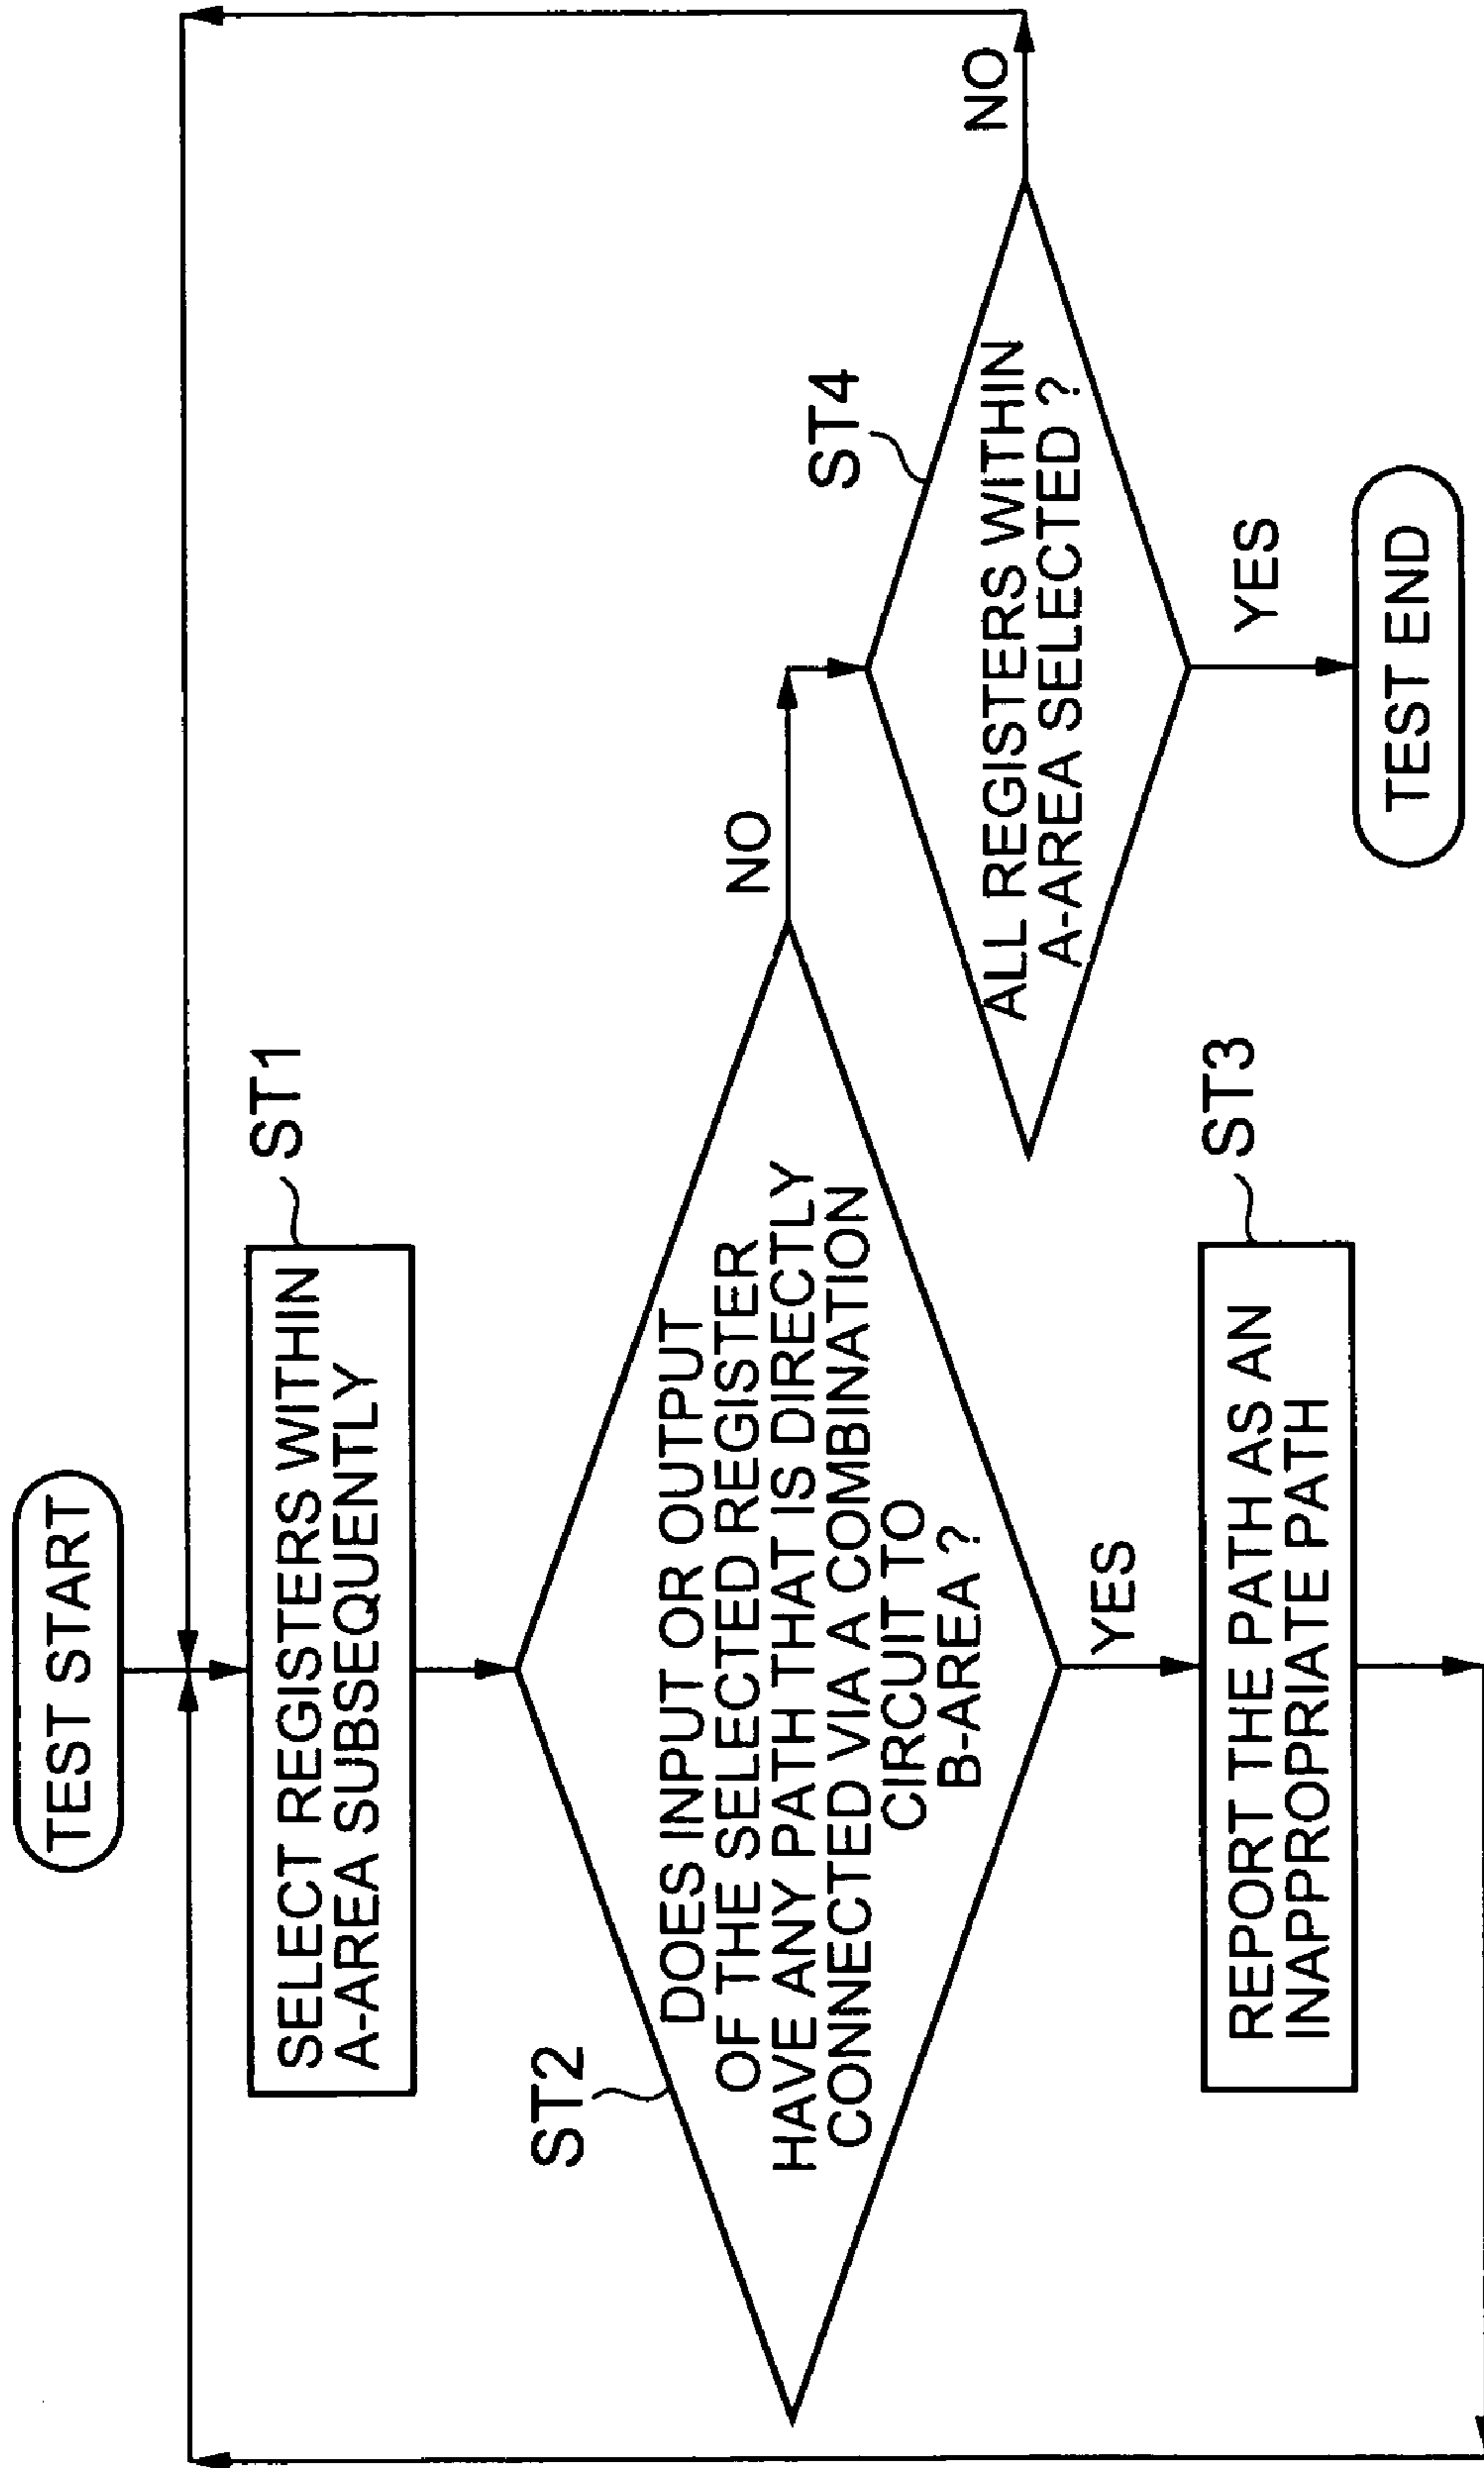 TEST START
ST1
SELECT REGISTERS WITHIN
A-AREA SUBSEQUENTLY
ST2
DOES INPUT OR OUTPUT
OF THE SELECTED REGISTER
HAVE ANY PATH THAT IS DIRECTLY
CONNECTED VIA A COMBINATION
CIRCUIT TO
B-AREA ?
NO
YES
ST3
REPORT THE PATH AS AN
INAPPROPRIATE PATH
ST4
ALL REGISTERS WITHIN
A-AREA SELECTED ?
NO
YES
TEST END